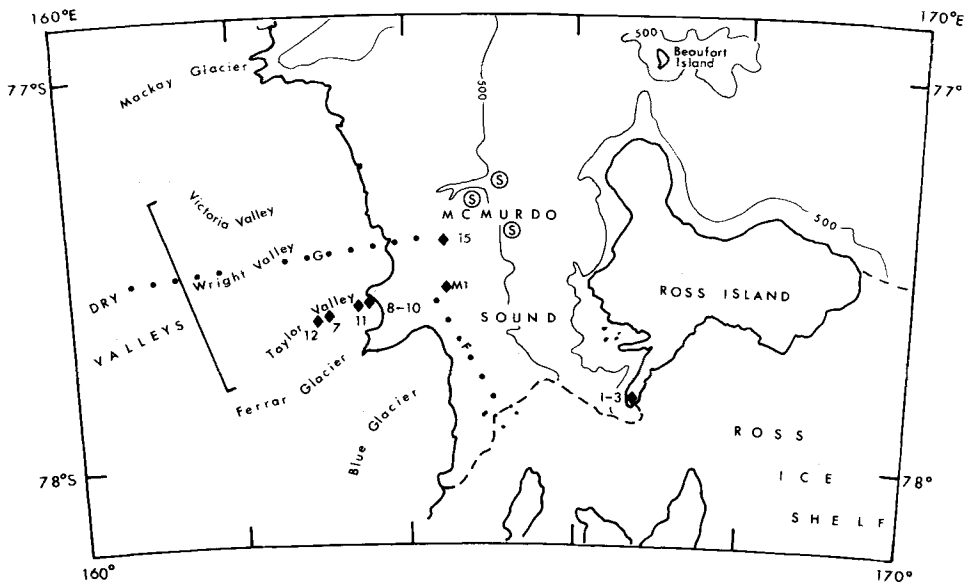 160°E
170°E
500
500
Beaufort
Island
77°S
77°
Mackay Glacier
Victoria Valley
S
S
S
MCMURDO
15
500
G
Wright Valley
DRY
VALLEYS
M1
ROSS ISLAND
Taylor Valley
8-10
11
7
12
SOUND
F
Ferrar Glacier
1-3
Blue Glacier
ROSS
ICE
SHELF
78°S
78°
160°
170°